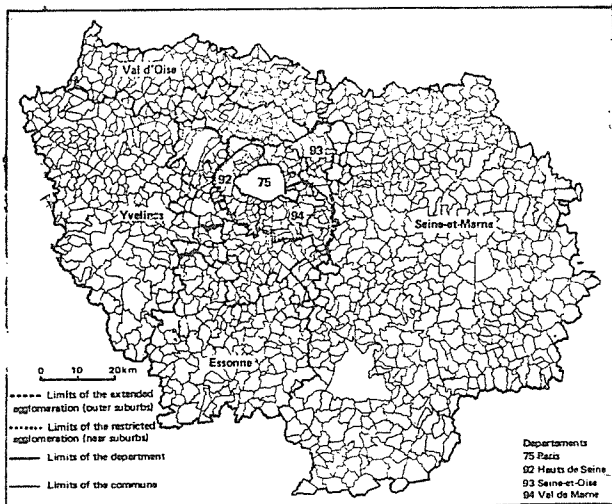 Val d'Oise
93
92
75
94
Yvelines
Seine-et-Marne
Essonne
0 10 20km
Limits of the extended
agglomeration (outer suburbs)
Limits of the restricted
agglomeration (near suburbs)
Limits of the department
Limits of the commune
Departements
75 Paris
92 Hauts de Seine
93 Seine-et-Oise
94 Val de Marne